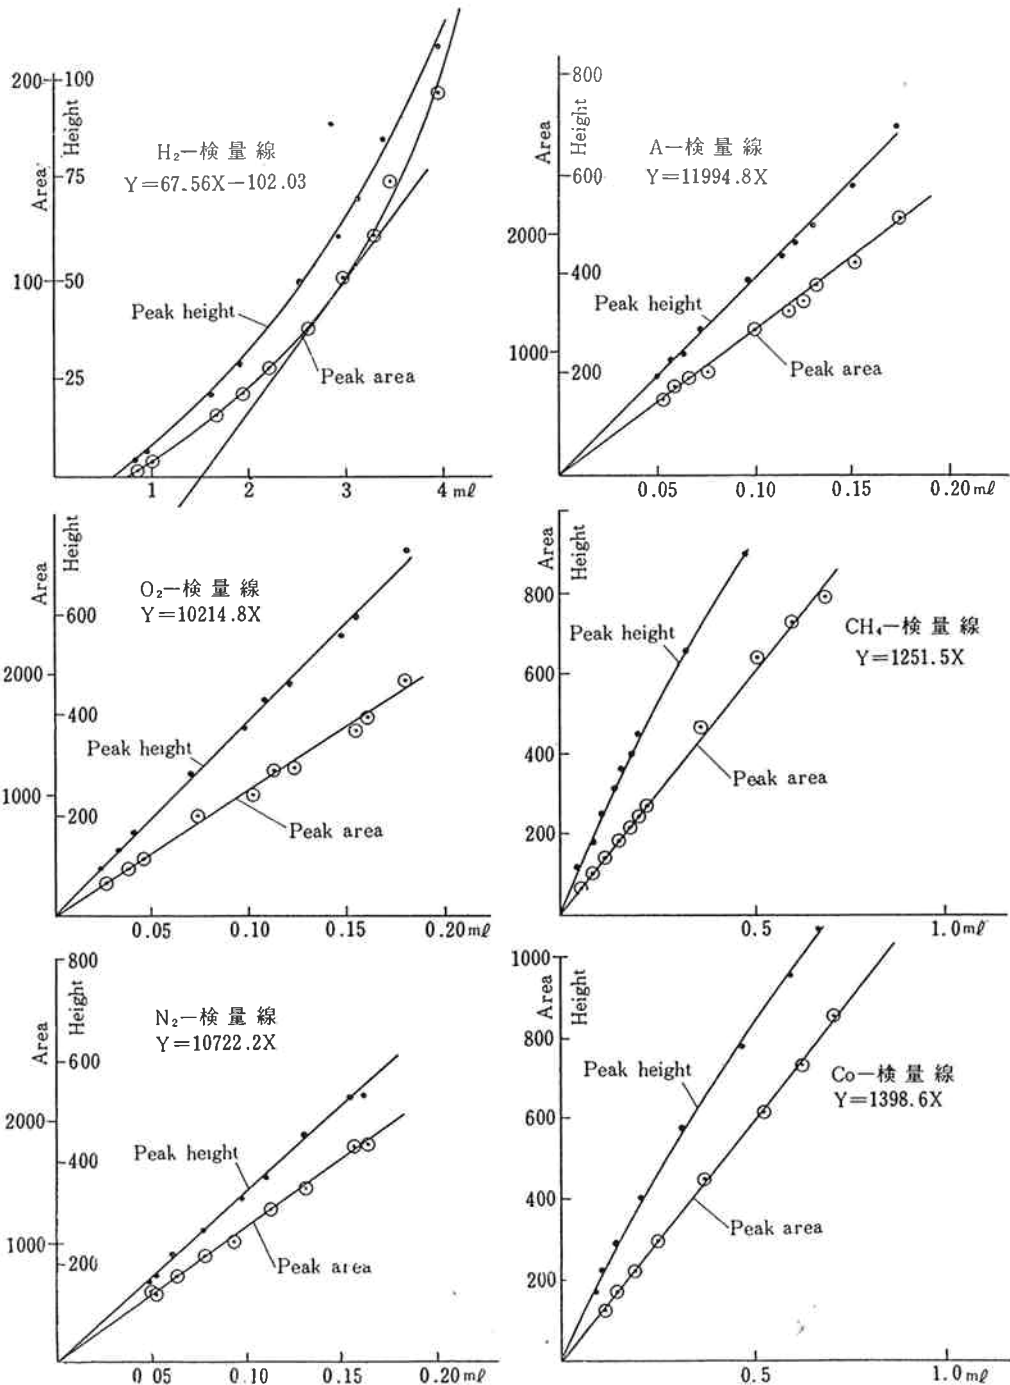 200
100
Area
Height
H₂—検 量 線
Y=67.56X−102.03
75
100
50
Peak height
25
Peak area
1
2
3
4 mℓ
800
Area
Height
A—検 量 線
Y=11994.8X
600
2000
400
Peak height
1000
200
Peak area
0.05
0.10
0.15
0.20
Area
Height
O₂—検 量 線
Y=10214.8X
600
2000
400
Peak height
1000
200
Peak area
0.05
0.10
0.15
0.20mℓ
Area
Height
800
CH₄—検 量 線
Y=1251.5X
Peak height
600
400
Peak area
200
0.5
1.0mℓ
800
Area
Height
N₂—検 量 線
Y=10722.2X
600
2000
400
Peak height
1000
200
Peak area
0.05
0.10
0.15
0.20 mℓ
1000
Area
Height
800
Peak height
Co—検 量 線
Y=1398.6X
600
400
Peak area
200
0.5
1.0mℓ